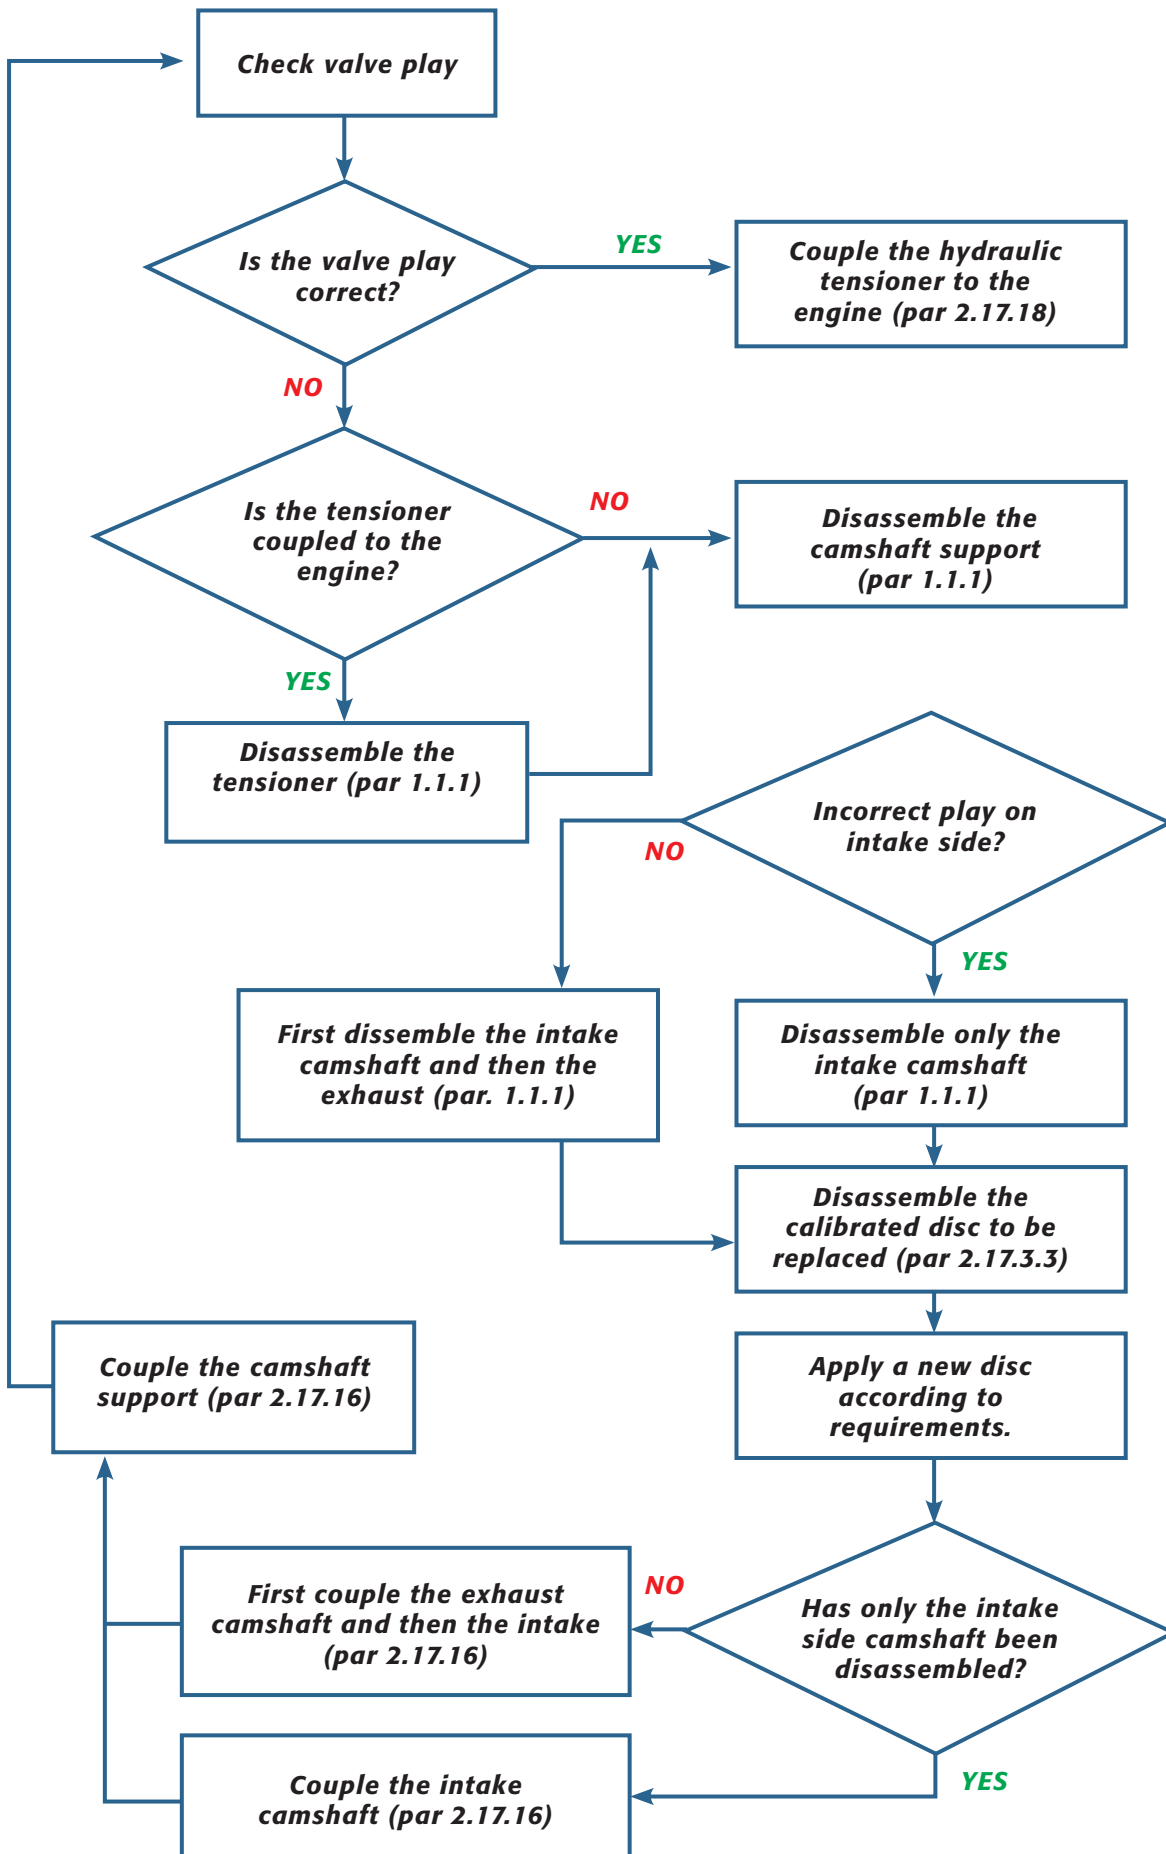 Check valve play
Is the valve play
correct?
YES
Couple the hydraulic
tensioner to the
engine (par 2.17.18)
NO
Is the tensioner
coupled to the
engine?
NO
Disassemble the
camshaft support
(par 1.1.1)
YES
Disassemble the
tensioner (par 1.1.1)
Incorrect play on
intake side?
NO
YES
First dissemble the intake
camshaft and then the
exhaust (par. 1.1.1)
Disassemble only the
intake camshaft
(par 1.1.1)
Disassemble the
calibrated disc to be
replaced (par 2.17.3.3)
Couple the camshaft
support (par 2.17.16)
Apply a new disc
according to
requirements.
First couple the exhaust
camshaft and then the intake
(par 2.17.16)
NO
Has only the intake
side camshaft been
disassembled?
YES
Couple the intake
camshaft (par 2.17.16)